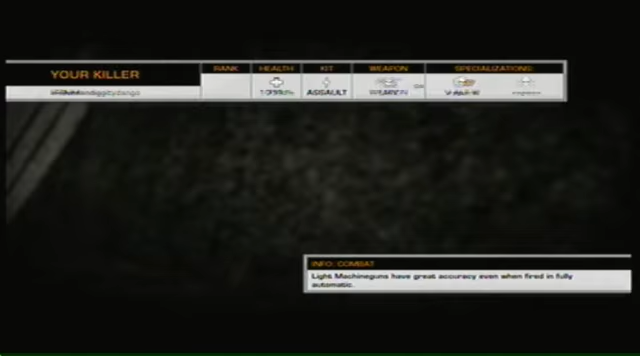 YOUR KILLER
RANK HEALTH KIT WEAPON SPECIALIZATIONS:
ASSAULT
INFO: COMBAT
Light Machineguns have great accuracy even when fired in fully
automatic.